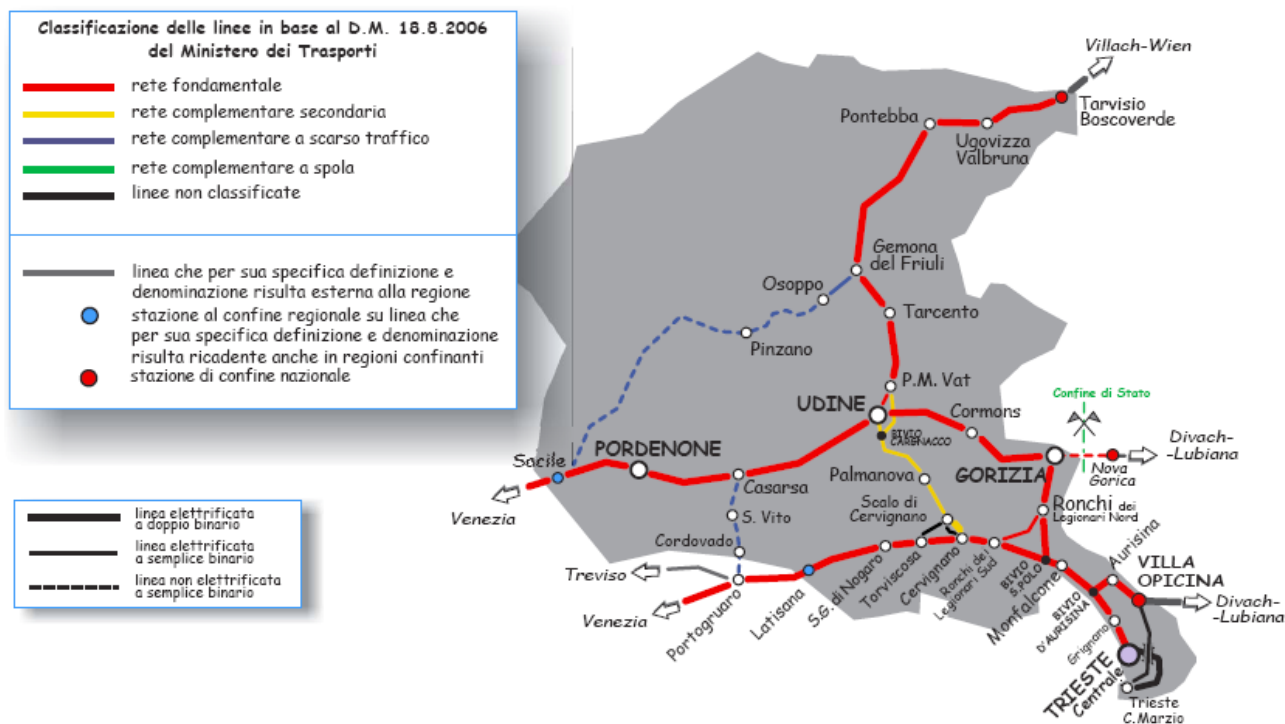 Classificazione delle linee in base al D.M. 18.8.2006
del Ministero dei Trasporti
rete fondamentale
rete complementare secondaria
rete complementare a scarso traffico
rete complementare a spola
linee non classificate
linea che per sua specifica definizione e
denominazione risulta esterna alla regione
stazione al confine regionale su linea che
per sua specifica definizione e denominazione
risulta ricadente anche in regioni confinanti
stazione di confine nazionale
linea elettrificata
a doppio binario
linea elettrificata
a semplice binario
linea non elettrificata
a semplice binario
Villach-Wien
Tarvisio
Boscoverde
Pontebba
Ugovizza
Valbruna
Gemona
del Friuli
Osoppo
Tarcento
Pinzano
P.M. Vat
UDINE
Cormons
Confine di Stato
BIVIO
CARGNACCO
PORDENONE
Sacile
Divach-
-Lubiana
Nova
Gorica
GORIZIA
Palmanova
Casarsa
Venezia
Scalo di
Cervignano
Ronchi dei
Legionari Nord
S. Vito
Cordovado
Aurisina
VILLA
OPICINA
Treviso
Venezia
Portogruaro
Latisana
S.G. di Nogaro
Torviscosa
Cervignano
Ronchi dei
Legionari Sud
BIVIO
S.POLO
Monfalcone
BIVIO
D'AURISINA
Grignano
Divach-
-Lubiana
TRIESTE
Centrale
Trieste
C.Marzio